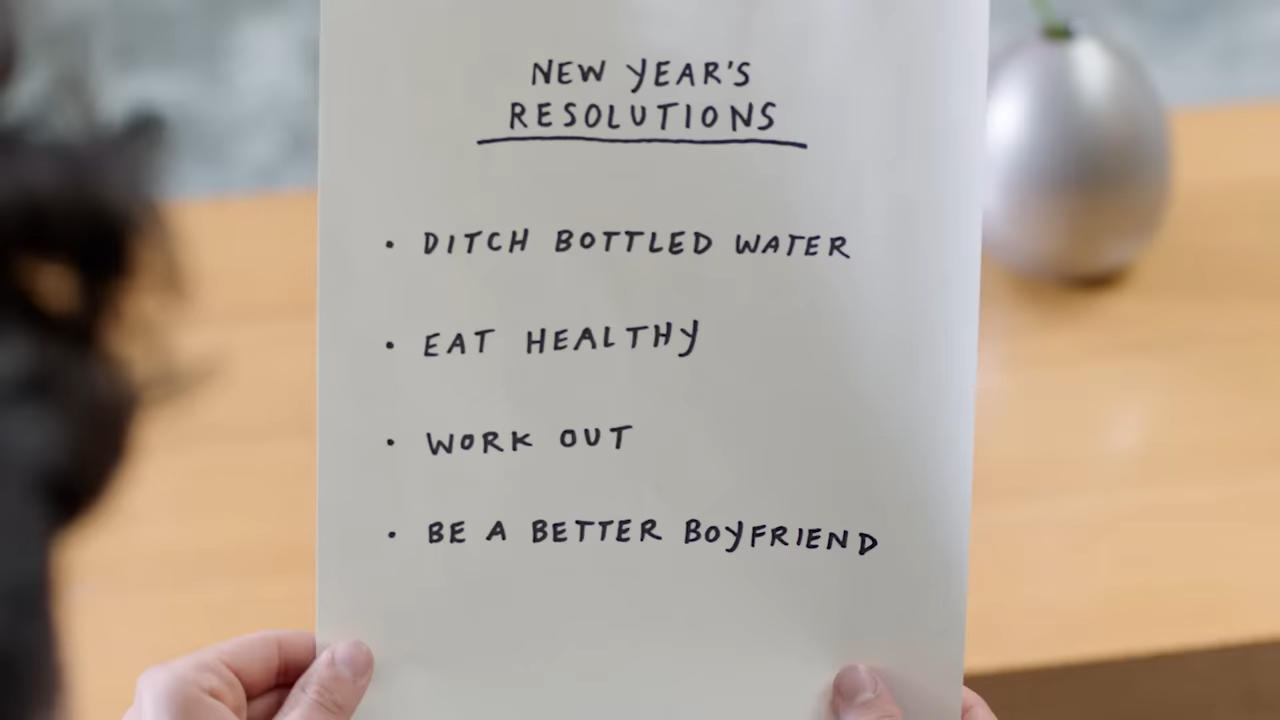 NEW YEAR'S
RESOLUTIONS
• DITCH BOTTLED WATER
• EAT HEALTHY
• WORK OUT
• BE A BETTER BOYFRIEND